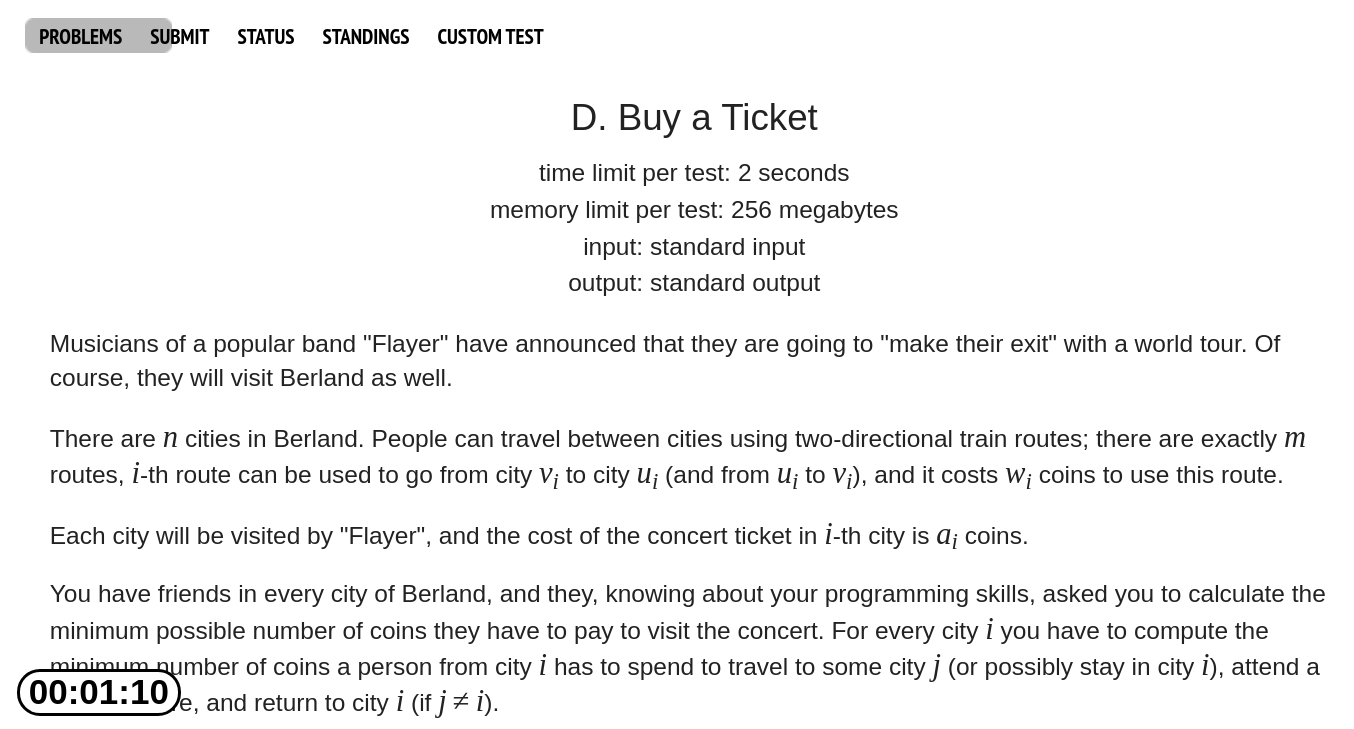 PROBLEMS SUBMIT STATUS STANDINGS CUSTOM TEST
D. Buy a Ticket
time limit per test: 2 seconds
memory limit per test: 256 megabytes
input: standard input
output: standard output
Musicians of a popular band "Flayer" have announced that they are going to "make their exit" with a world tour. Of
course, they will visit Berland as well.
There are n cities in Berland. People can travel between cities using two-directional train routes; there are exactly m
routes, i-th route can be used to go from city vi to city ui (and from ui to vi), and it costs wi coins to use this route.
Each city will be visited by "Flayer", and the cost of the concert ticket in i-th city is ai coins.
You have friends in every city of Berland, and they, knowing about your programming skills, asked you to calculate the
minimum possible number of coins they have to pay to visit the concert. For every city i you have to compute the
minimum number of coins a person from city i has to spend to travel to some city j (or possibly stay in city i), attend a
00:01:10 and return to city i (if j ≠ i).